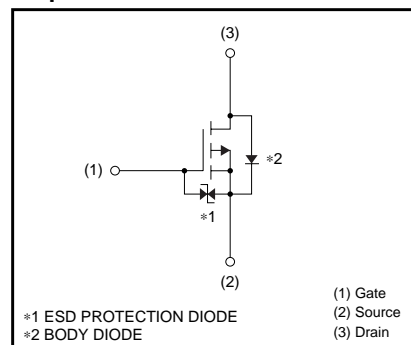 (3)
∗2
(1)
∗1
(2)
∗1 ESD PROTECTION DIODE
∗2 BODY DIODE
(1) Gate
(2) Source
(3) Drain